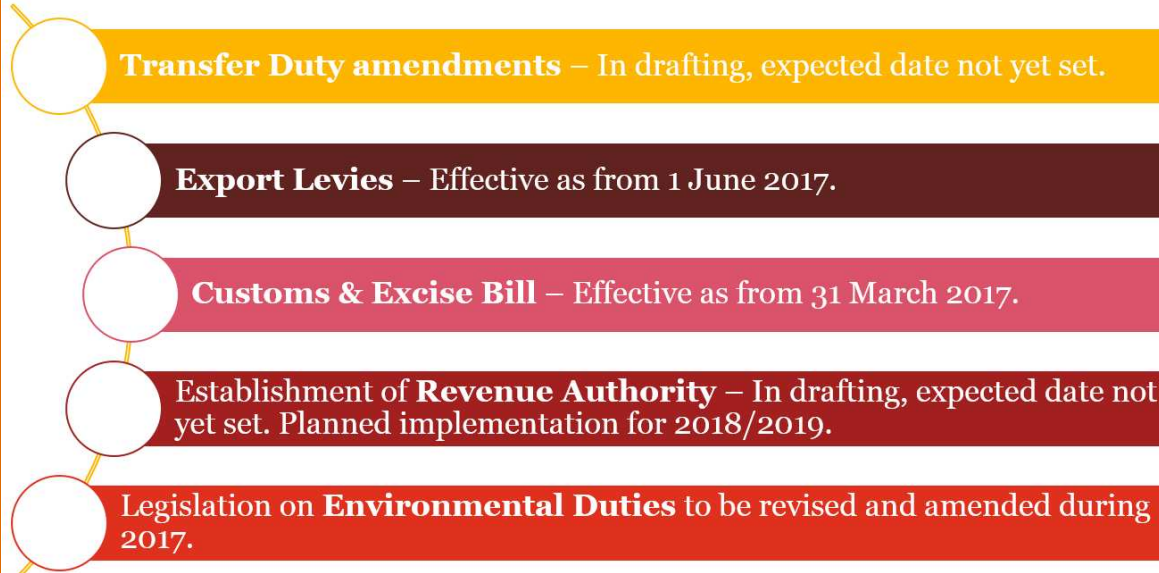 Transfer Duty amendments – In drafting, expected date not yet set.
Export Levies – Effective as from 1 June 2017.
Customs & Excise Bill – Effective as from 31 March 2017.
Establishment of Revenue Authority – In drafting, expected date not
yet set. Planned implementation for 2018/2019.
Legislation on Environmental Duties to be revised and amended during
2017.